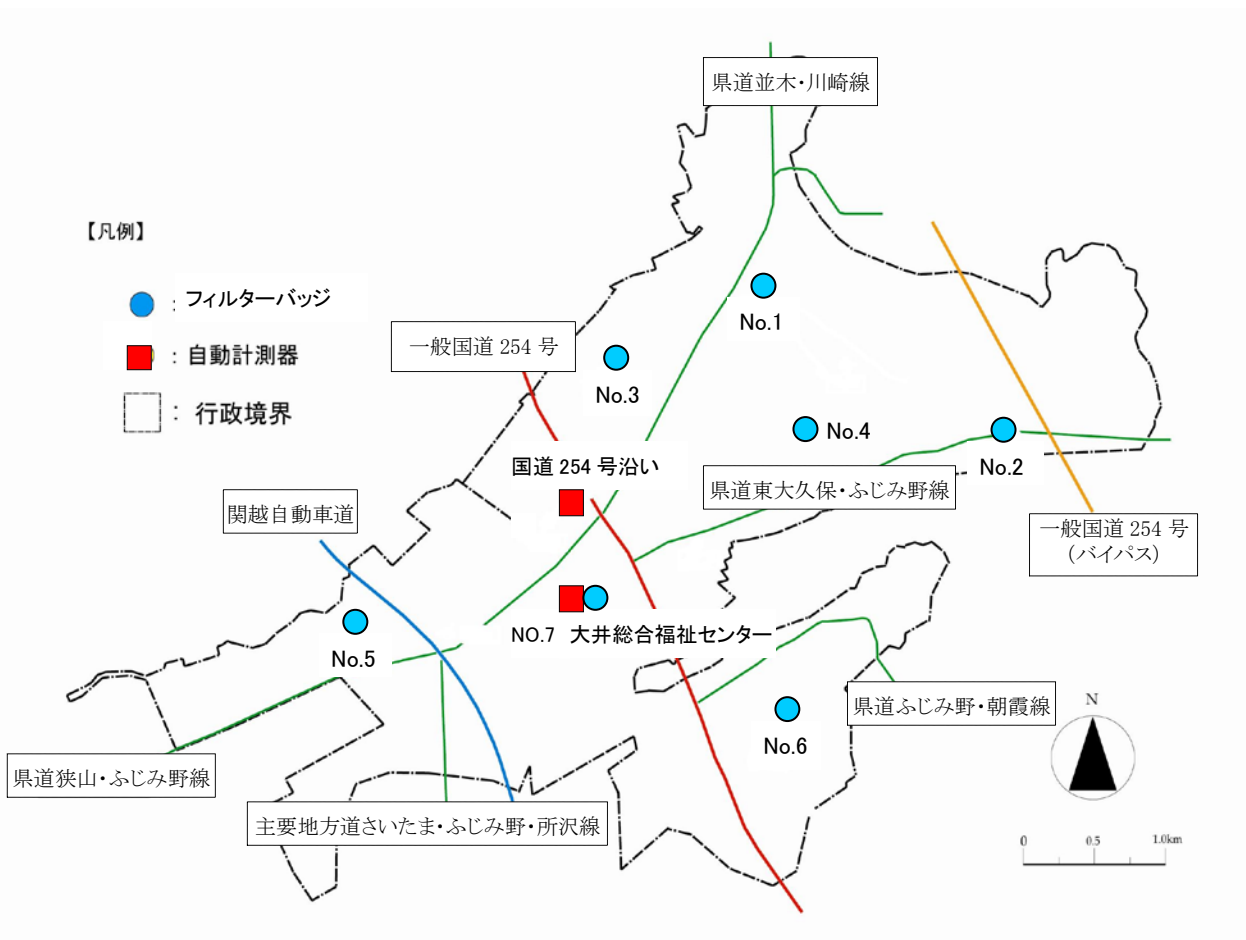 県道並木・川崎線
【凡例】
：フィルターバッジ
：自動計測器
：行政境界
No.1
一般国道 254 号
No.3
No.4
No.2
国道 254 号沿い
県道東大久保・ふじみ野線
関越自動車道
一般国道 254 号
(バイパス)
NO.7 大井総合福祉センター
No.5
県道ふじみ野・朝霞線
N
No.6
県道狭山・ふじみ野線
主要地方道さいたま・ふじみ野・所沢線
0 0.5 1.0km